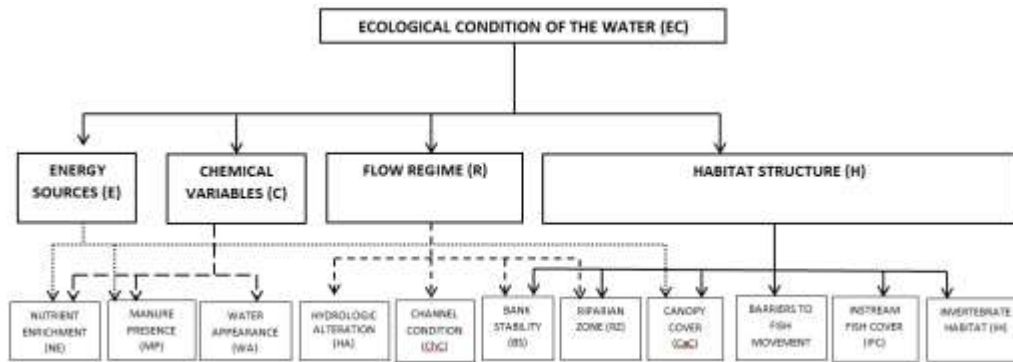 ECOLOGICAL CONDITION OF THE WATER (EC)
ENERGY
SOURCES (E)
CHEMICAL
VARIABLES (C)
FLOW REGIME (R)
HABITAT STRUCTURE (H)
NUTRIENT
ENRICHMENT
(NE)
MANURE
PRESENCE
(MP)
WATER
APPEARANCE
(WA)
HYDROLOGIC
ALTERATION
(HA)
CHANNEL
CONDITION
(ChC)
BANK
STABILITY
(BS)
RIPARIAN
ZONE (RZ)
CANOPY
COVER
(CaC)
BARRIERS TO
FISH
MOVEMENT
INSTREAM
FISH COVER
(IFC)
INVERTEBRATE
HABITAT (IH)